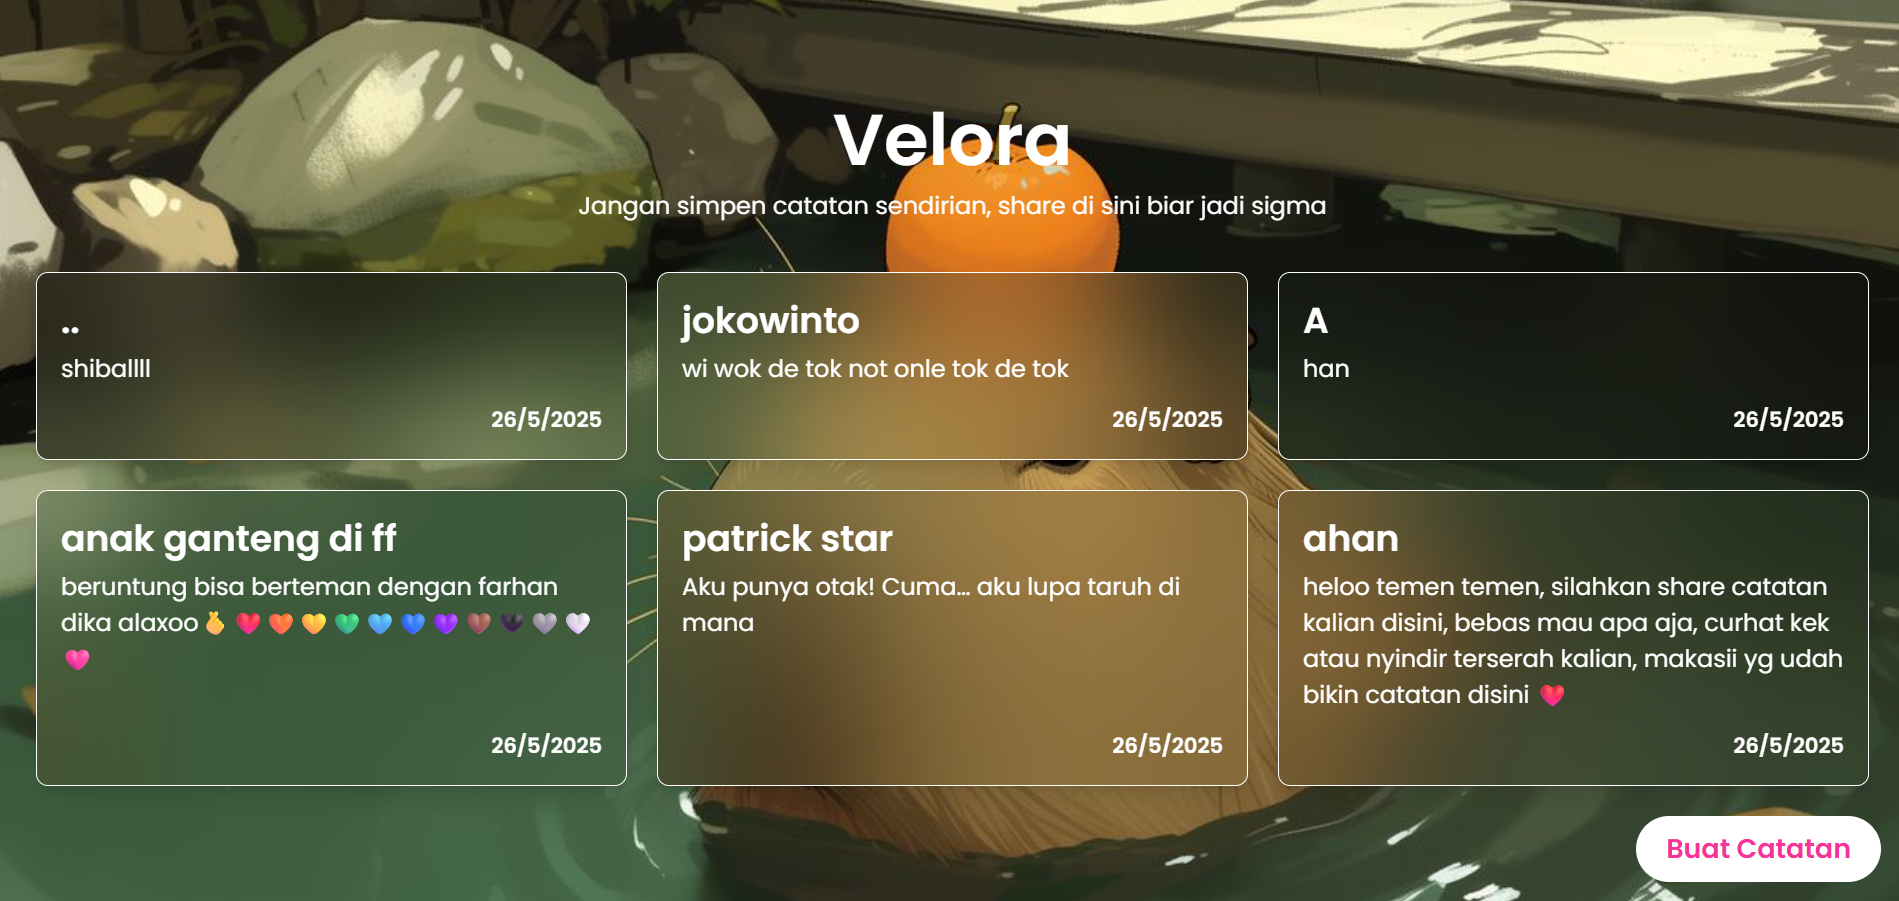 Velora
Jangan simpen catatan sendirian, share di sini biar jadi sigma
..
shiballll
26/5/2025
jokowinto
wi wok de tok not onle tok de tok
26/5/2025
A
han
26/5/2025
anak ganteng di ff
beruntung bisa berteman dengan farhan
dika alaxoo🫰 ❤️ 🧡 💛 💚 🩵 💙 💜 🤎 🖤 🩶 🤍
🩷
26/5/2025
patrick star
Aku punya otak! Cuma... aku lupa taruh di
mana
26/5/2025
ahan
heloo temen temen, silahkan share catatan
kalian disini, bebas mau apa aja, curhat kek
atau nyindir terserah kalian, makasii yg udah
bikin catatan disini ❤️
26/5/2025
Buat Catatan